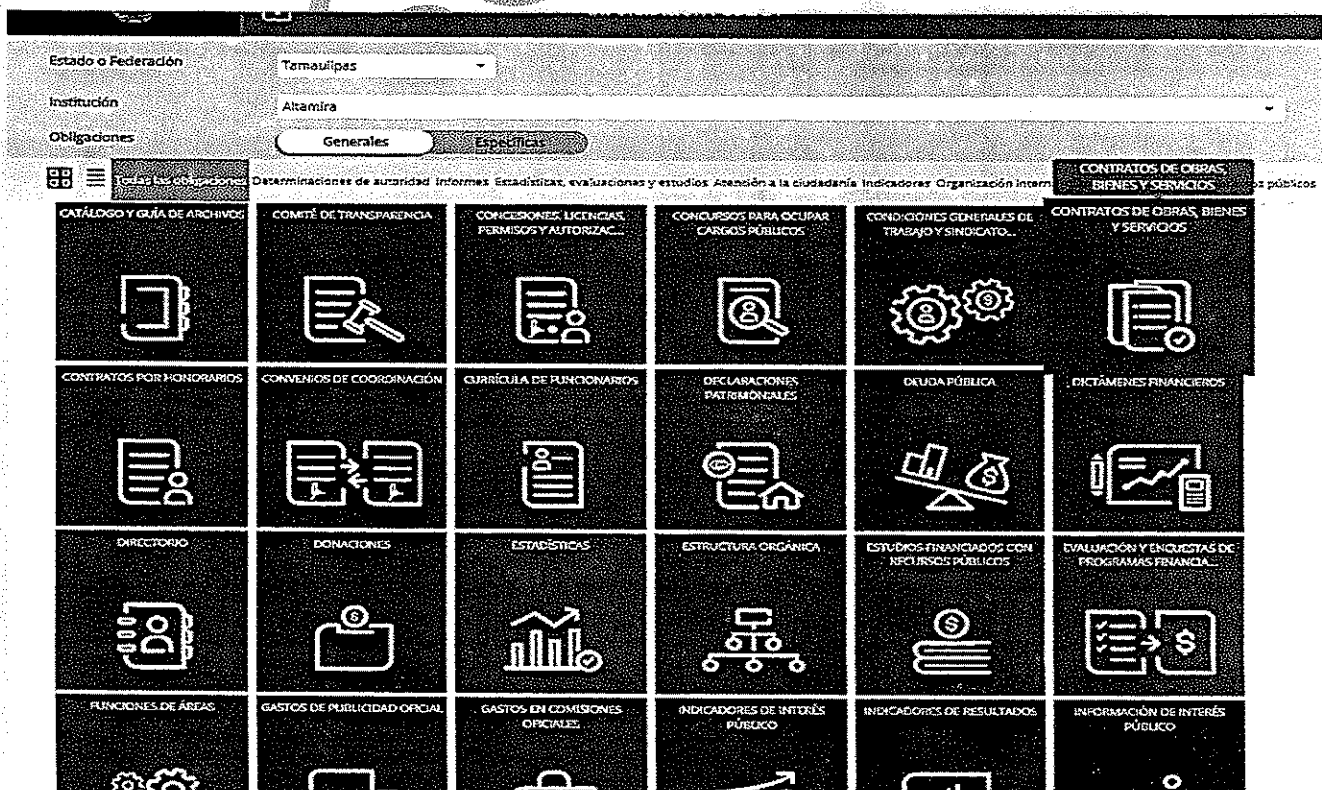 Estado o Federación
Tamaulipas
Institución
Altamira
Obligaciones
Generales
Específicas
Todas las obligaciones Determinaciones de autoridad Informes Estadísticas, evaluaciones y estudios Atención a la ciudadanía Indicadores Organización intern
CONTRATOS DE OBRAS,
BIENES Y SERVICIOS
os públicos
CATÁLOGO Y GUÍA DE ARCHIVOS
COMITÉ DE TRANSPARENCIA
CONCESIONES, LICENCIAS,
PERMISOS Y AUTORIZAC...
CONCURSOS PARA OCUPAR
CARGOS PÚBLICOS
CONDICIONES GENERALES DE
TRABAJO Y SINDICATO...
CONTRATOS DE OBRAS, BIENES
Y SERVICIOS
CONTRATOS POR HONORARIOS
CONVENIOS DE COORDINACIÓN
CURRÍCULA DE FUNCIONARIOS
DECLARACIONES
PATRIMONIALES
DEUDA PÚBLICA
DICTÁMENES FINANCIEROS
DIRECTORIO
DONACIONES
ESTADÍSTICAS
ESTRUCTURA ORGÁNICA
ESTUDIOS FINANCIADOS CON
RECURSOS PÚBLICOS
EVALUACIÓN Y ENCUESTAS DE
PROGRAMAS FINANCIA...
FUNCIONES DE ÁREAS
GASTOS DE PUBLICIDAD OFICIAL
GASTOS EN COMISIONES
OFICIALES
INDICADORES DE INTERÉS
PÚBLICO
INDICADORES DE RESULTADOS
INFORMACIÓN DE INTERÉS
PÚBLICO